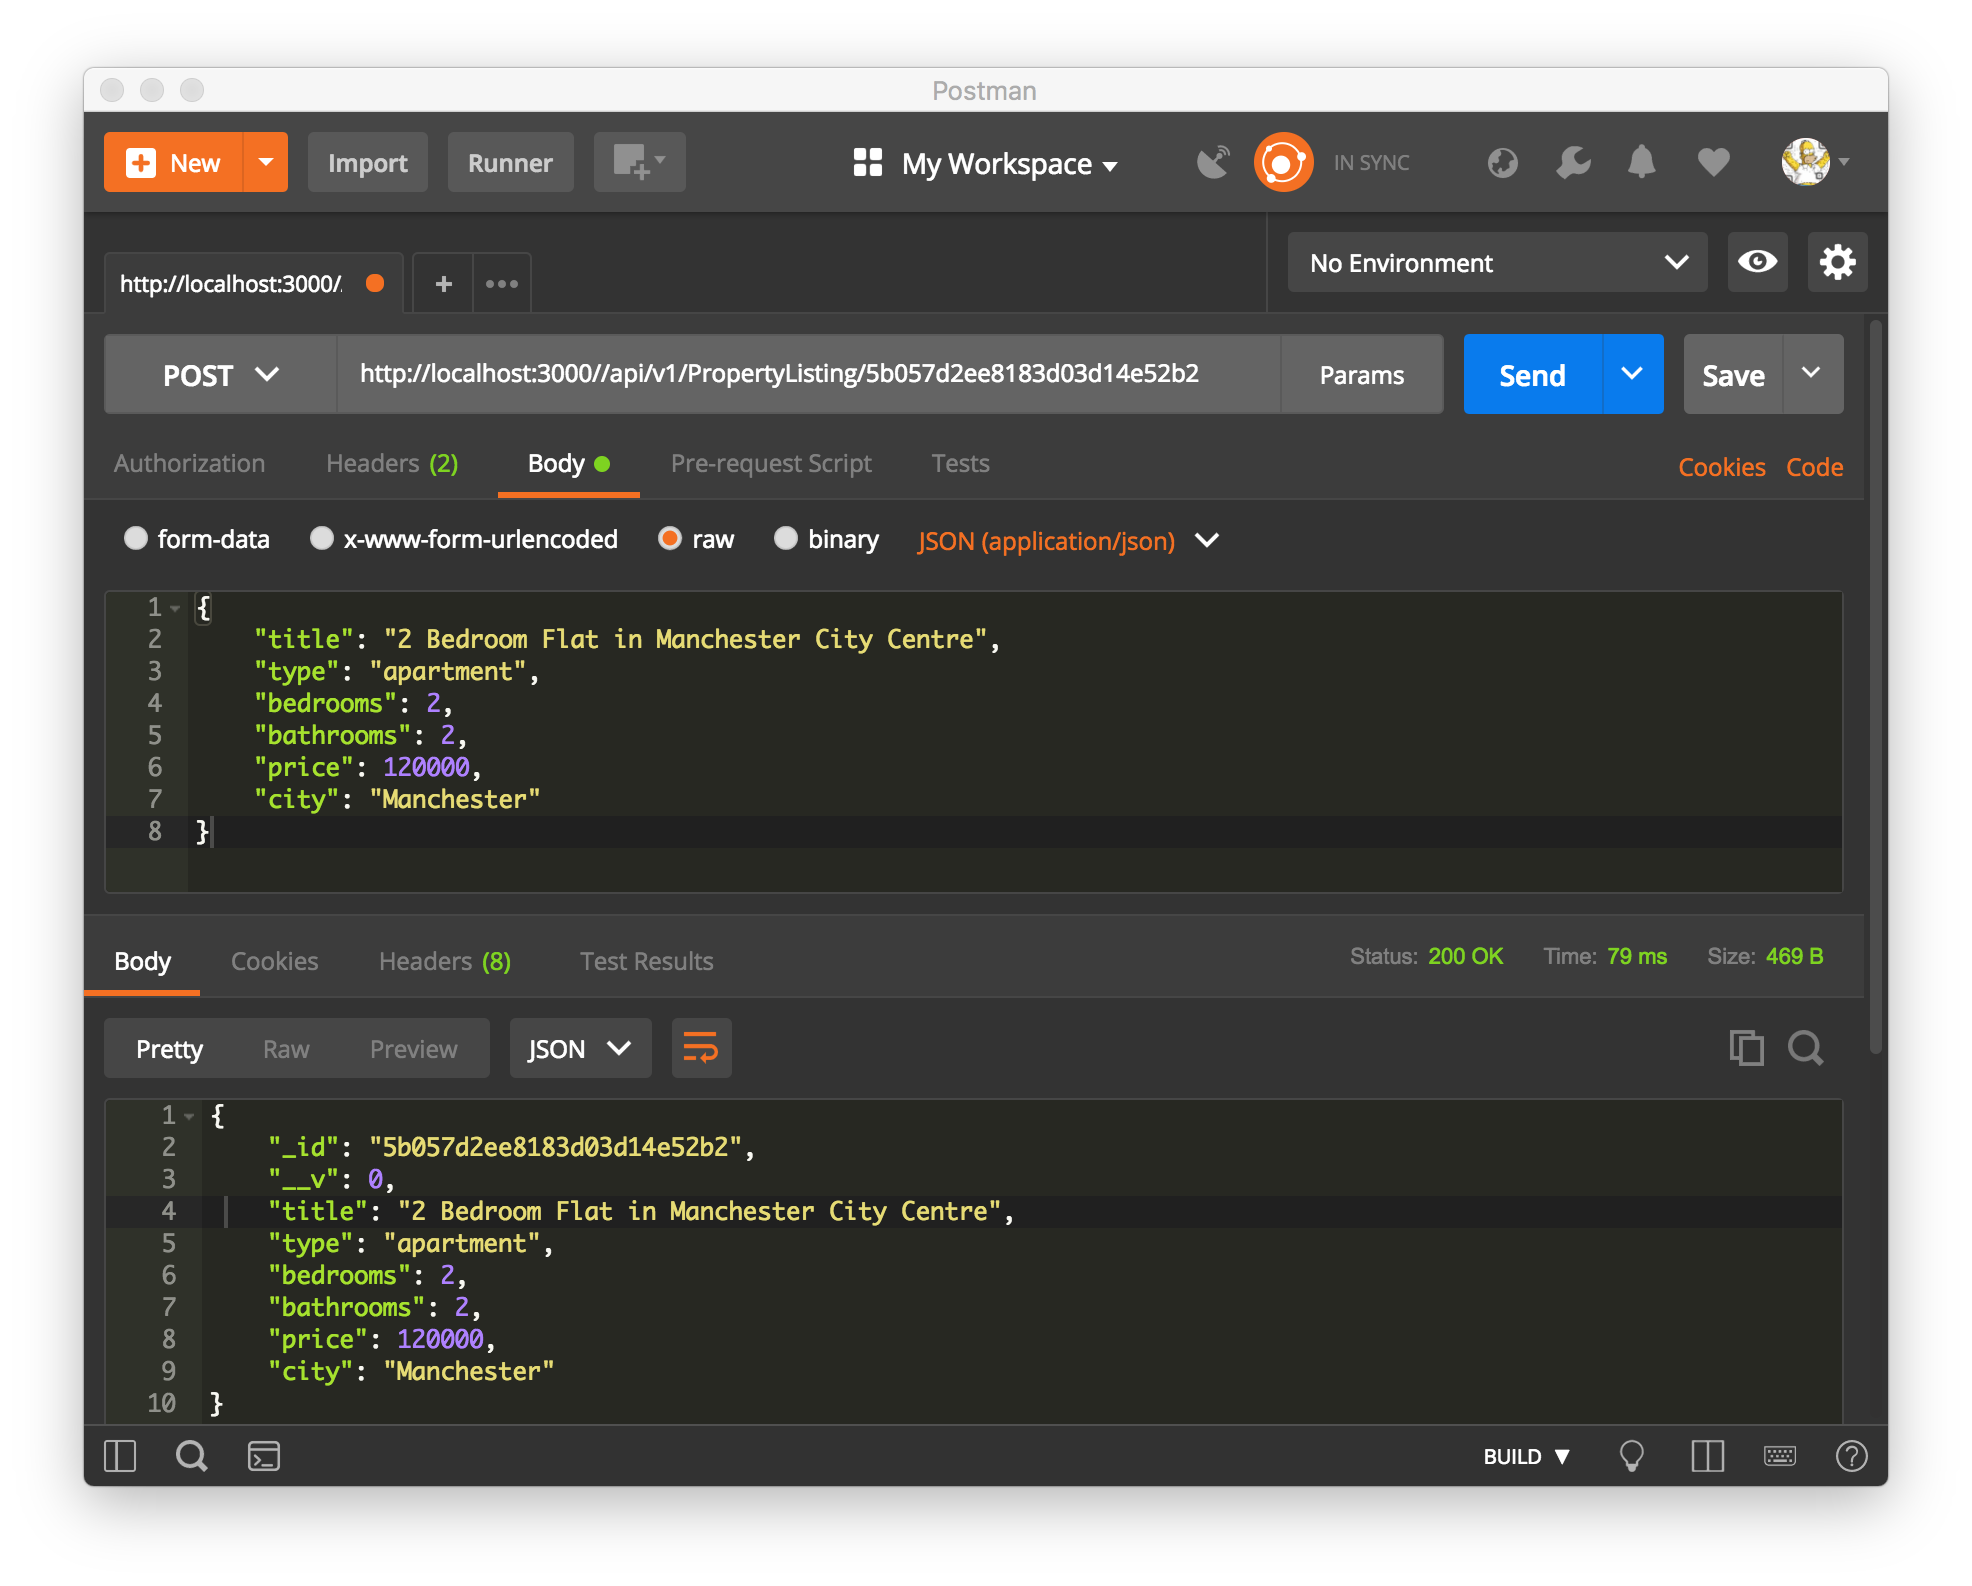 Postman
New Import Runner My Workspace IN SYNC
http://localhost:3000/. + ••• No Environment
POST http://localhost:3000//api/v1/PropertyListing/5b057d2ee8183d03d14e52b2 Params Send Save
Authorization Headers (2) Body Pre-request Script Tests Cookies Code
form-data x-www-form-urlencoded raw binary JSON (application/json)
1 {
2 "title": "2 Bedroom Flat in Manchester City Centre",
3 "type": "apartment",
4 "bedrooms": 2,
5 "bathrooms": 2,
6 "price": 120000,
7 "city": "Manchester"
8 }
Body Cookies Headers (8) Test Results Status: 200 OK Time: 79 ms Size: 469 B
Pretty Raw Preview JSON
1 {
2 "_id": "5b057d2ee8183d03d14e52b2",
3 "__v": 0,
4 "title": "2 Bedroom Flat in Manchester City Centre",
5 "type": "apartment",
6 "bedrooms": 2,
7 "bathrooms": 2,
8 "price": 120000,
9 "city": "Manchester"
10 }
BUILD ▼